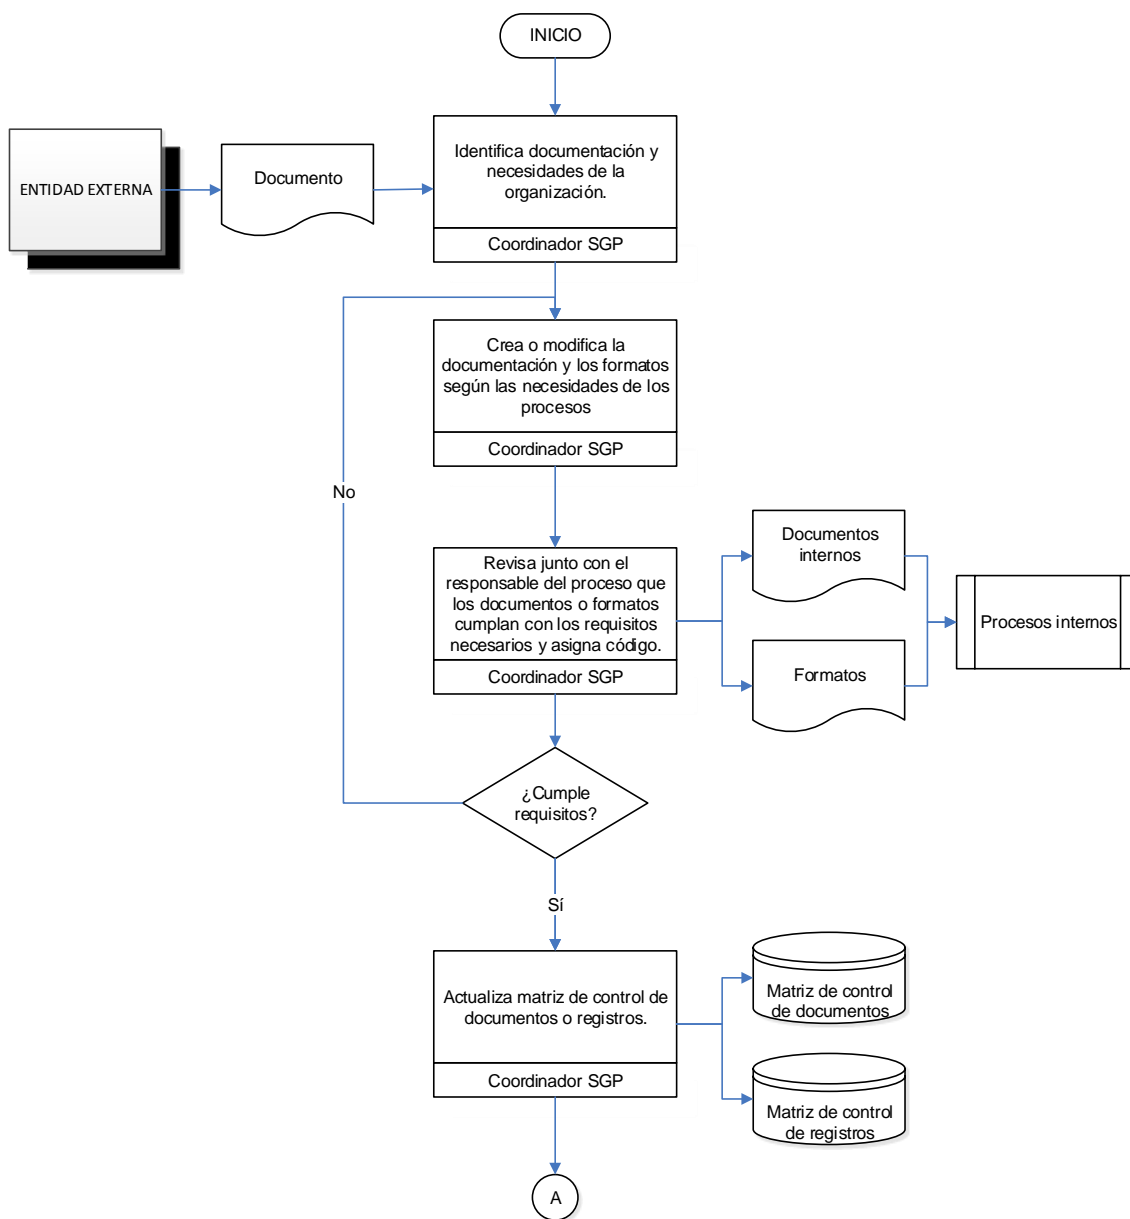 INICIO
ENTIDAD EXTERNA
Documento
Identifica documentación y
necesidades de la
organización.
Coordinador SGP
Crea o modifica la
documentación y los formatos
según las necesidades de los
procesos
Coordinador SGP
No
Revisa junto con el
responsable del proceso que
los documentos o formatos
cumplan con los requisitos
necesarios y asigna código.
Coordinador SGP
Documentos
internos
Formatos
Procesos internos
¿Cumple
requisitos?
Sí
Actualiza matriz de control de
documentos o registros.
Coordinador SGP
Matriz de control
de documentos
Matriz de control
de registros
A